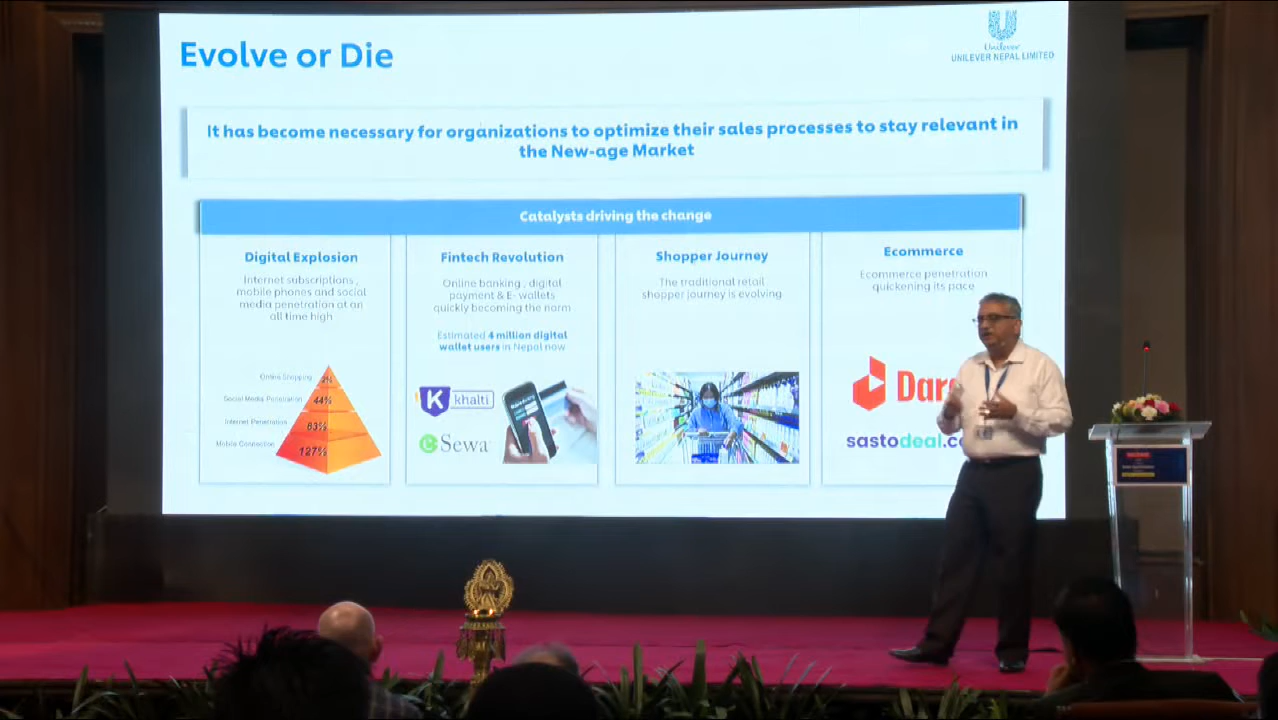 Evolve or Die
Unilever
UNILEVER NEPAL LIMITED
It has become necessary for organizations to optimize their sales processes to stay relevant in
the New-age Market
Catalysts driving the change
Digital Explosion
Internet subscriptions ,
mobile phones and social
media penetration at an
all time high
Online Shopping 3%
Social Media Penetration 44%
Internet Penetration 63%
Mobile Connection 127%
Fintech Revolution
Online banking , digital
payment & E- wallets
quickly becoming the norm
Estimated 4 million digital
wallet users in Nepal now
K khalti
eSewa
Shopper Journey
The traditional retail
shopper journey is evolving
Ecommerce
Ecommerce penetration
quickening its pace
Dar
sastodeal.c